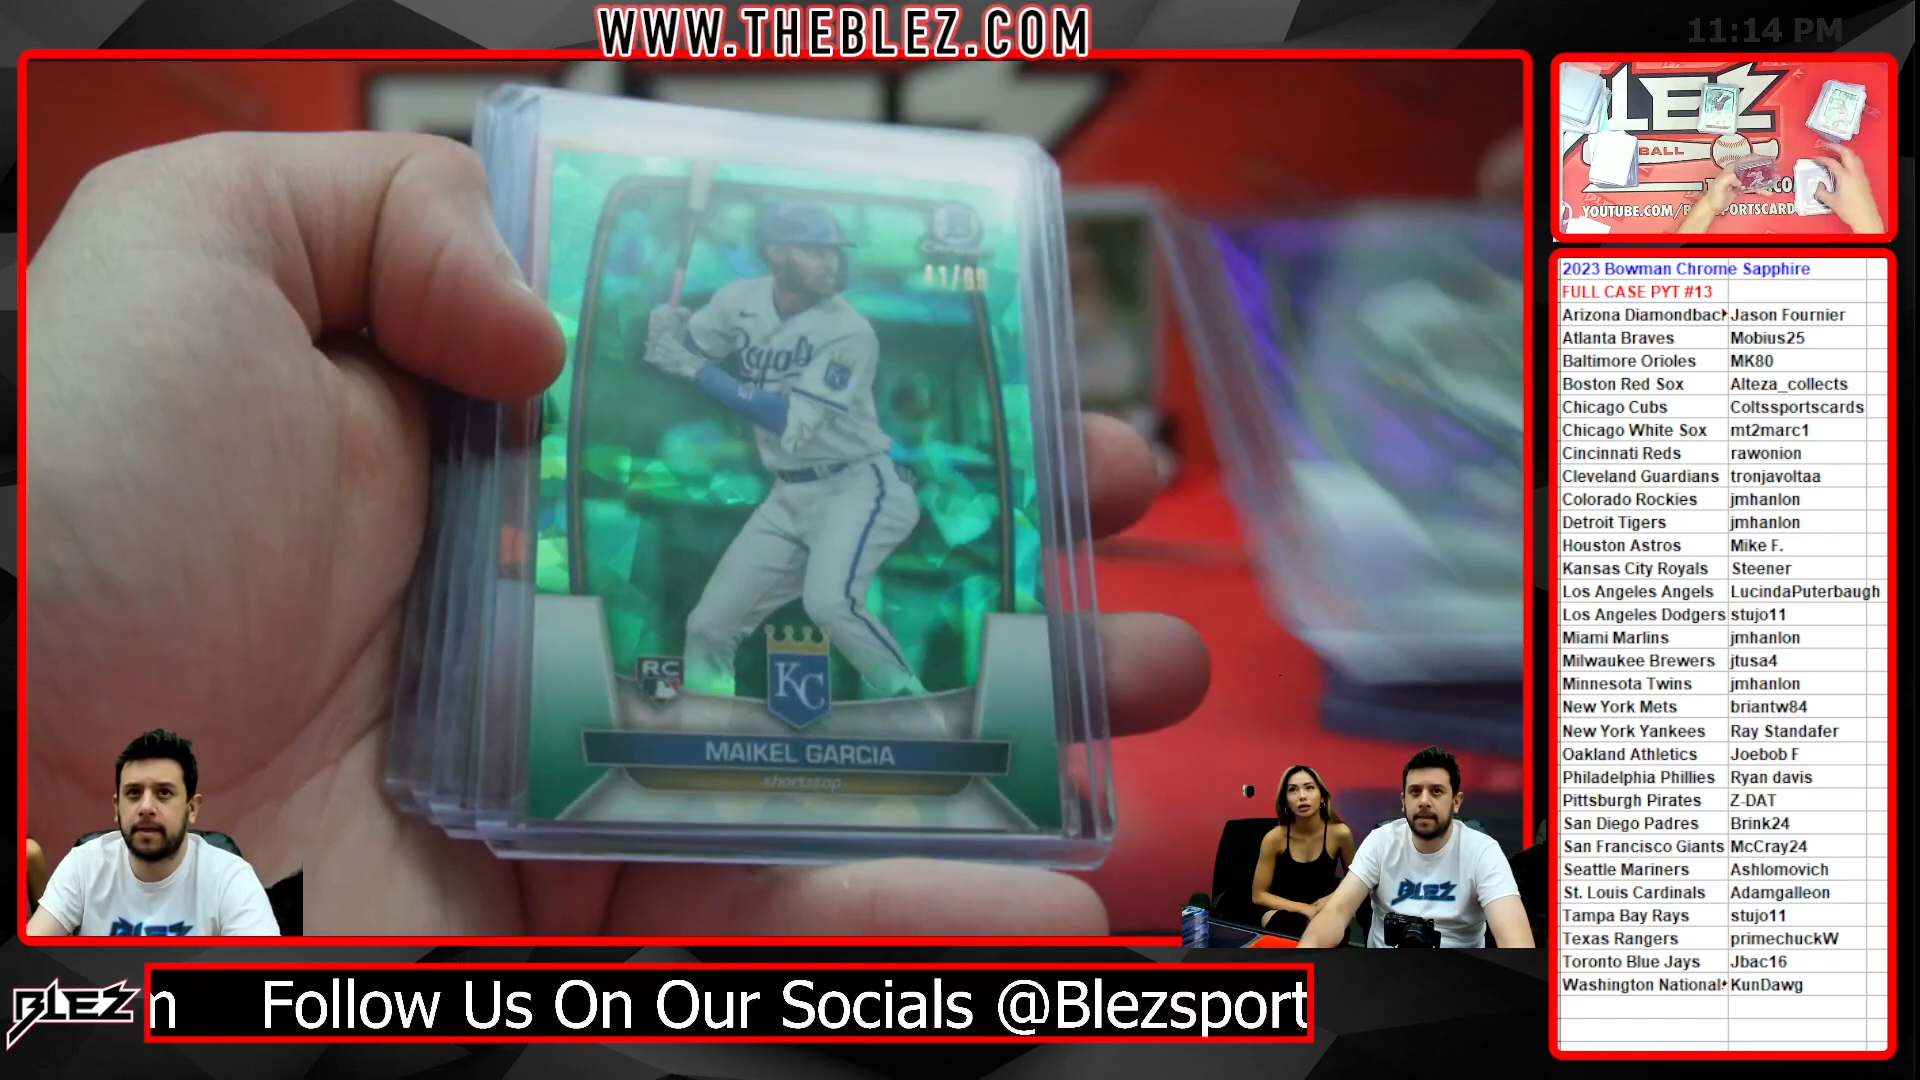 WWW.THEBLEZ.COM
11:14 PM
41/99
Royals
KC
RC
KC
MAIKEL GARCIA
shortstop
BLEZ
BALL
YOUTUBE.COM/
2023 Bowman Chrome Sapphire
FULL CASE PYT #13
Arizona Diamondbac Jason Fournier
Atlanta Braves Mobius25
Baltimore Orioles MK80
Boston Red Sox Alteza_collects
Chicago Cubs Coltssportscards
Chicago White Sox mt2marc1
Cincinnati Reds rawonion
Cleveland Guardians tronjavoltaa
Colorado Rockies jmhanlon
Detroit Tigers jmhanlon
Houston Astros Mike F.
Kansas City Royals Steener
Los Angeles Angels LucindaPuterbaugh
Los Angeles Dodgers stujo11
Miami Marlins jmhanlon
Milwaukee Brewers jtusa4
Minnesota Twins jmhanlon
New York Mets briantw84
New York Yankees Ray Standafer
Oakland Athletics Joebob F
Philadelphia Phillies Ryan davis
Pittsburgh Pirates Z-DAT
San Diego Padres Brink24
San Francisco Giants McCray24
Seattle Mariners Ashlomovich
St. Louis Cardinals Adamgalleon
Tampa Bay Rays stujo11
Texas Rangers primechuckW
Toronto Blue Jays Jbac16
Washington National KunDawg
BLEZ
BLEZ
BLEZ
m Follow Us On Our Socials @Blezsport